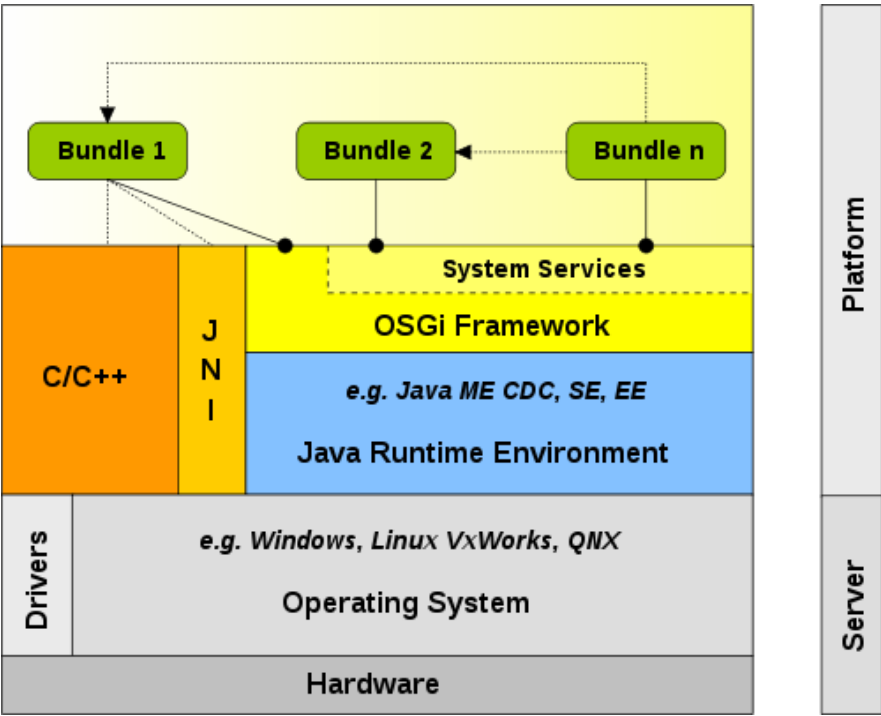 Bundle 1
Bundle 2
Bundle n
System Services
OSGi Framework
C/C++
J
N
I
e.g. Java ME CDC, SE, EE
Java Runtime Environment
Drivers
e.g. Windows, Linux VxWorks, QNX
Operating System
Hardware
Platform
Server